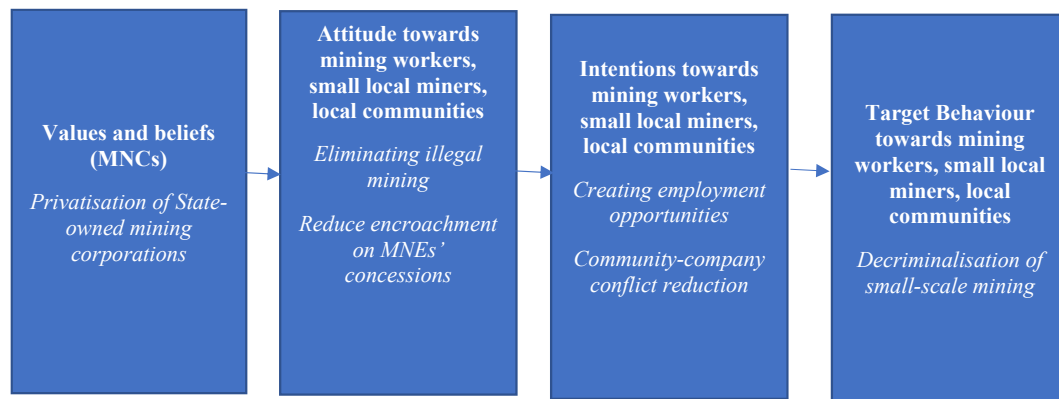 Values and beliefs
(MNCs)
Privatisation of State-
owned mining
corporations
Attitude towards
mining workers,
small local miners,
local communities
Eliminating illegal
mining
Reduce encroachment
on MNEs’
concessions
Intentions towards
mining workers,
small local miners,
local communities
Creating employment
opportunities
Community-company
conflict reduction
Target Behaviour
towards mining
workers, small local
miners, local
communities
Decriminalisation of
small-scale mining